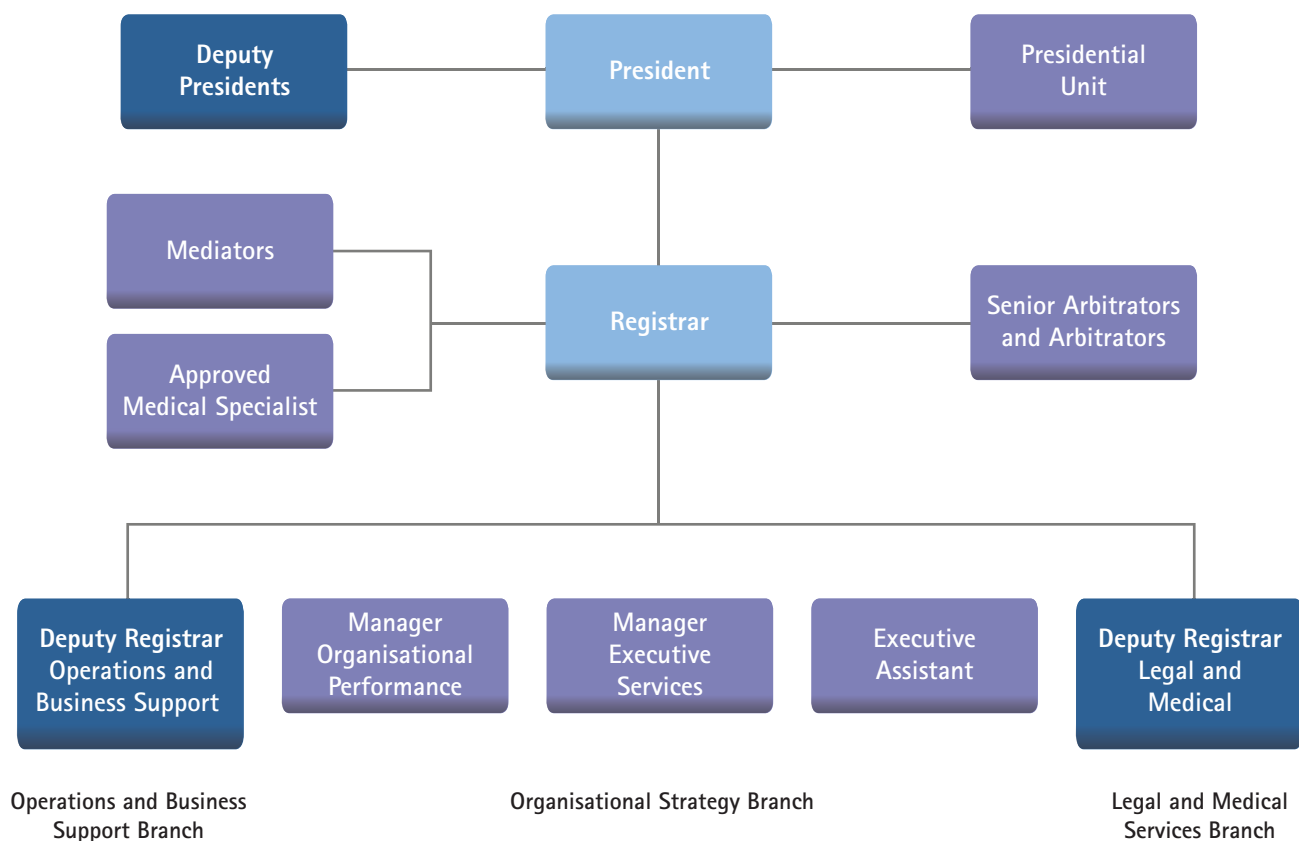 Deputy
Presidents
President
Presidential
Unit
Mediators
Approved
Medical Specialist
Registrar
Senior Arbitrators
and Arbitrators
Deputy Registrar
Operations and
Business Support
Manager
Organisational
Performance
Manager
Executive
Services
Executive
Assistant
Deputy Registrar
Legal and
Medical
Operations and Business
Support Branch
Organisational Strategy Branch
Legal and Medical
Services Branch